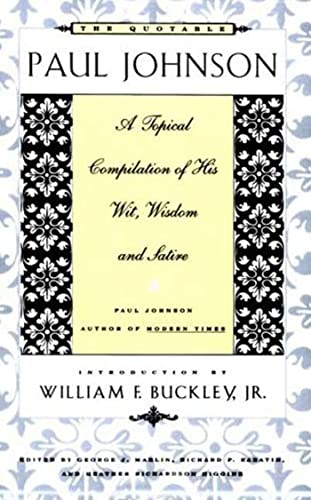 THE QUOTABLE
PAUL JOHNSON
A Topical
Compilation of His
Wit, Wisdom
and Satire
PAUL JOHNSON
AUTHOR OF MODERN TIMES
INTRODUCTION BY
WILLIAM F. BUCKLEY, JR.
EDITED BY GEORGE J. MARLIN, RICHARD P. RABATIN,
AND HEATHER RICHARDSON HIGGINS